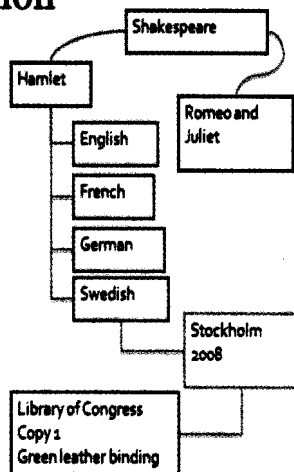 Shakespeare
Hamlet
Romeo and
Juliet
English
French
German
Swedish
Stockholm
2008
Library of Congress
Copy 1
Green leather binding